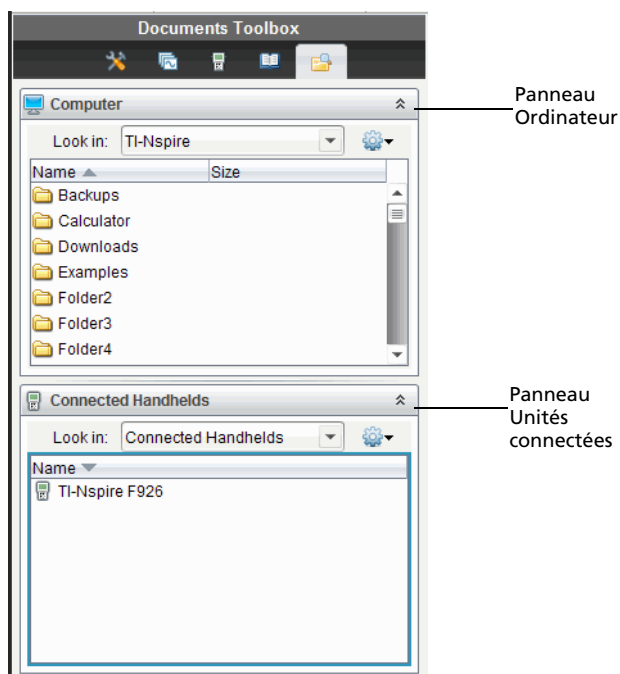 Documents Toolbox
Computer
Panneau
Ordinateur
Look in: TI-Nspire
Name Size
Backups
Calculator
Downloads
Examples
Folder2
Folder3
Folder4
Connected Handhelds
Panneau
Unités
connectées
Look in: Connected Handhelds
Name
TI-Nspire F926